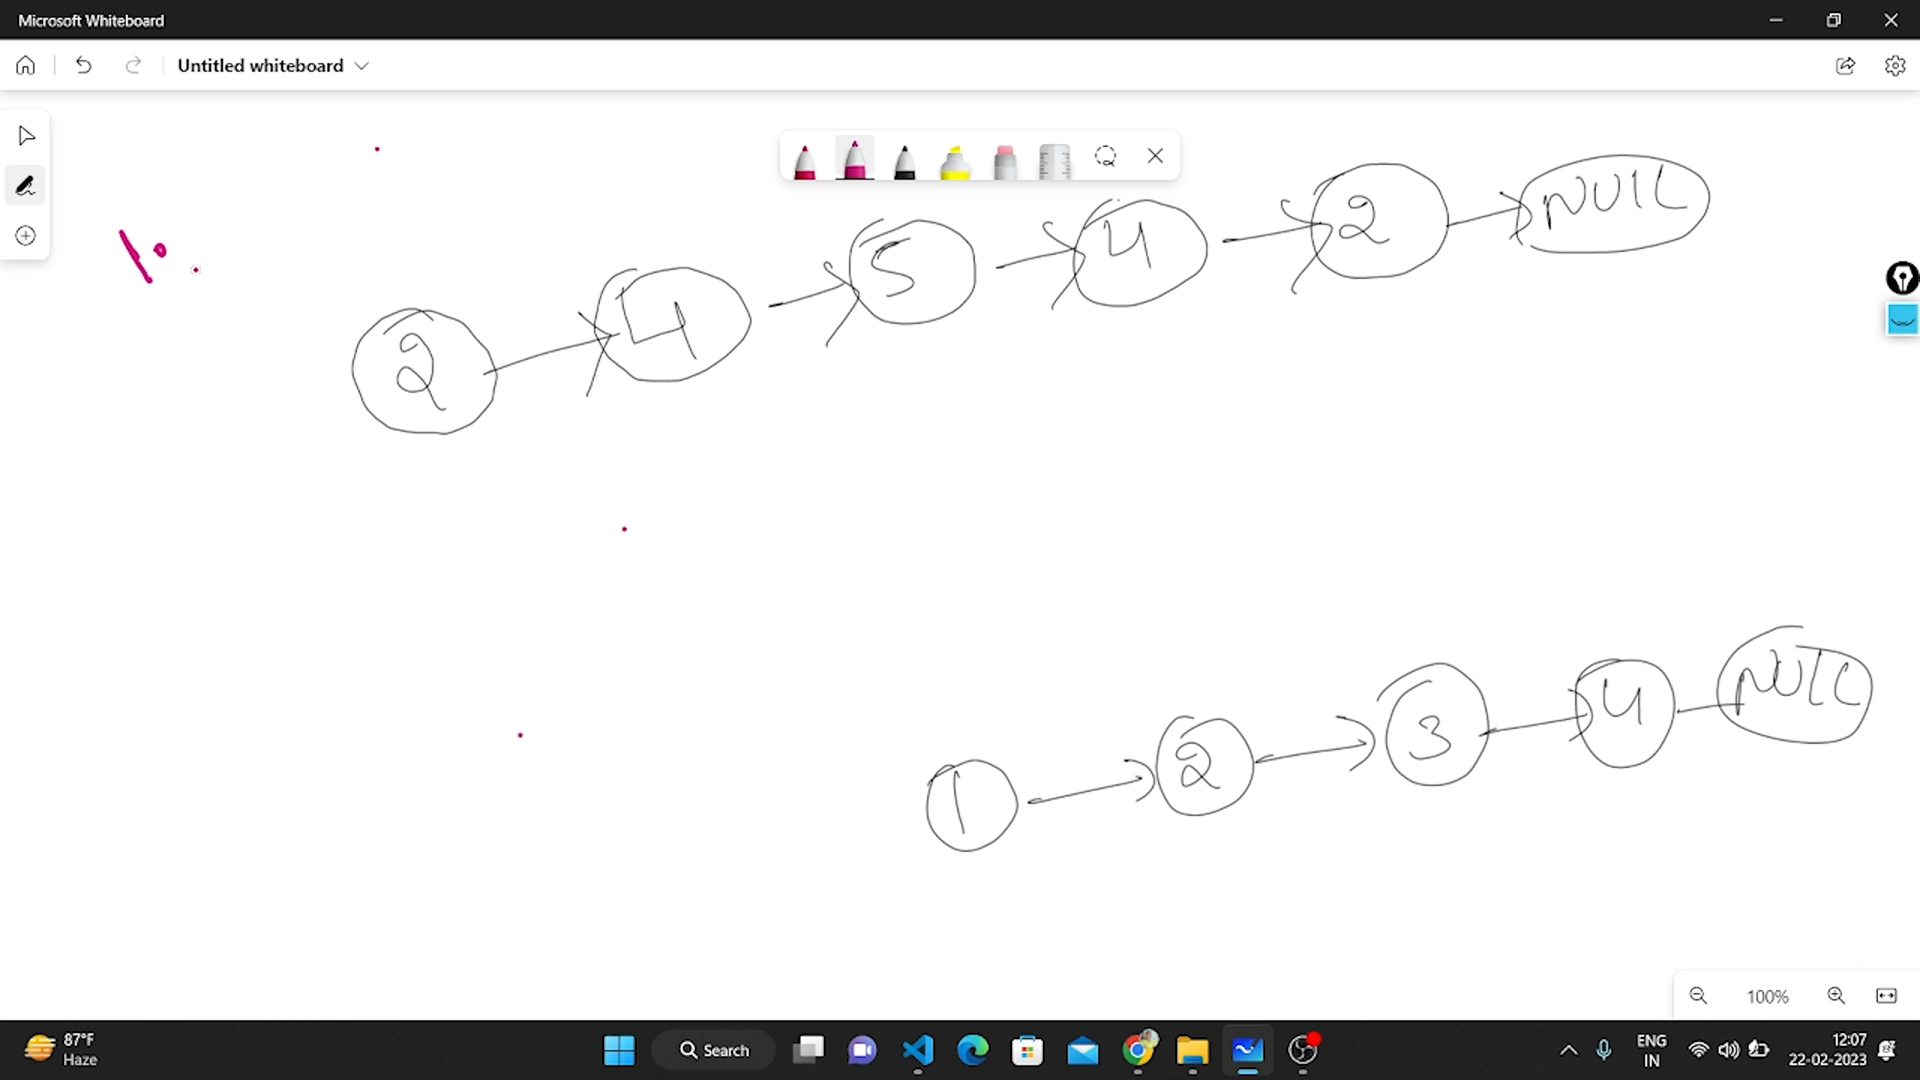 Microsoft Whiteboard
Untitled whiteboard
1.
2 4 5 4 2 NULL
1 2 3 4 NULL
100%
87°F
Haze
Search
ENG
IN
12:07
22-02-2023